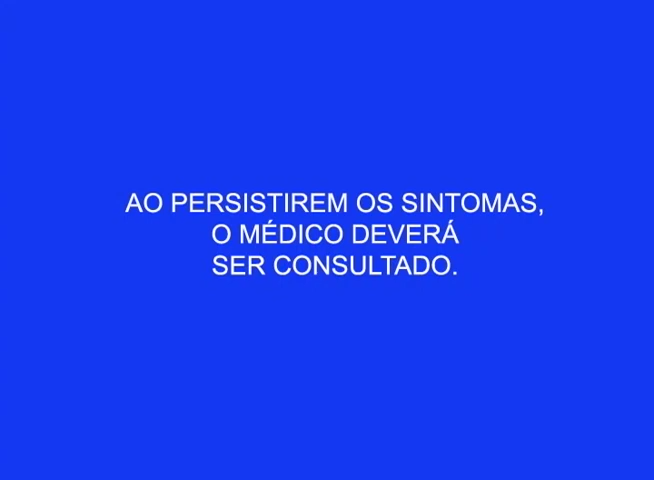 AO PERSISTIREM OS SINTOMAS,
O MÉDICO DEVERÁ
SER CONSULTADO.